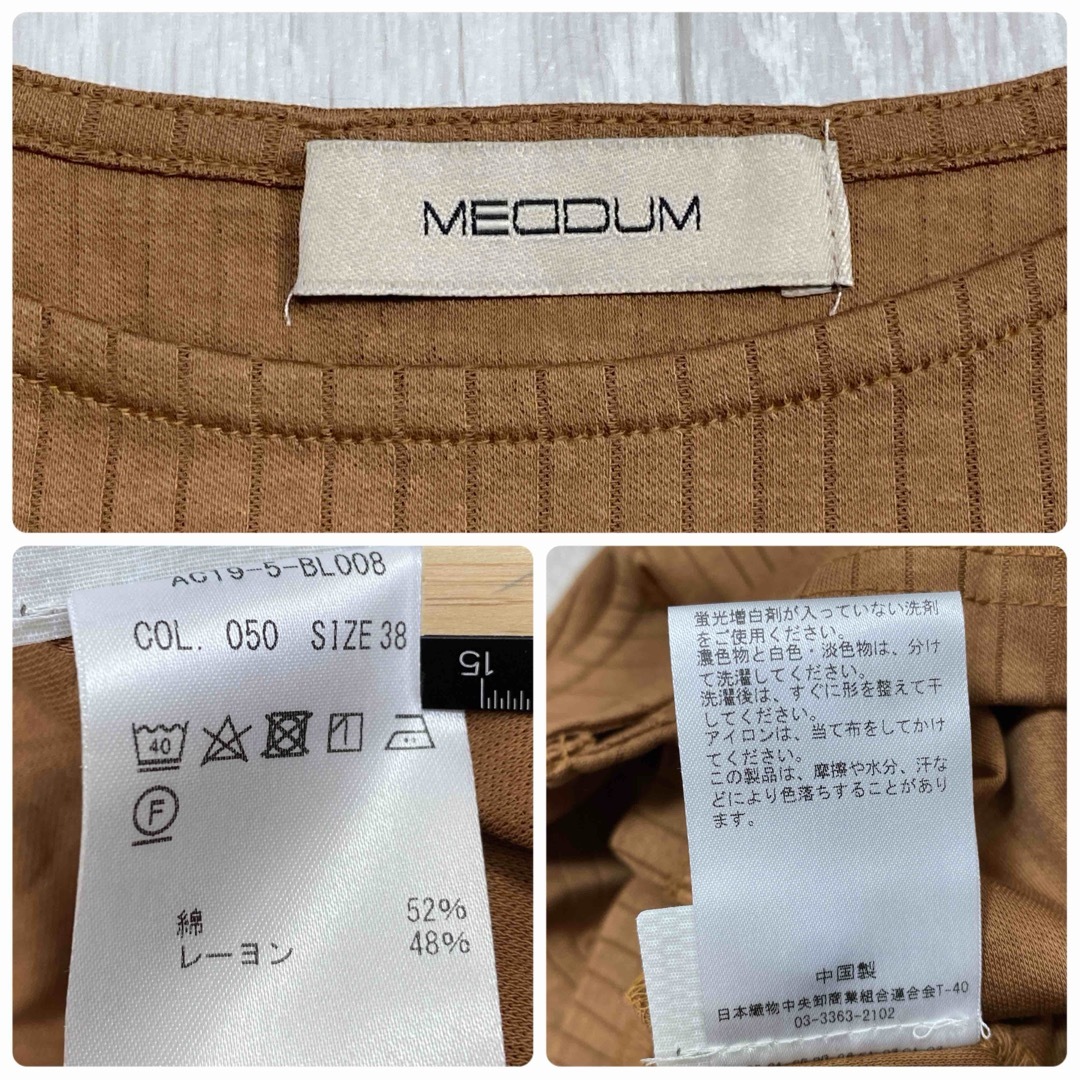 MEDDUM
AC19-5-BL008
COL. 050 SIZE 38
15
40
F
綿 52%
レーヨン 48%
蛍光増白剤が入っていない洗剤
をご使用ください。
濃色物と白色・淡色物は、分け
て洗濯してください。
洗濯後は、すぐに形を整えて干
してください。
アイロンは、当て布をしてかけ
てください。
この製品は、摩擦や水分、汗な
どにより色落ちすることがあり
ます。
中国製
日本織物中央卸商業組合連合会T-40
03-3363-2102